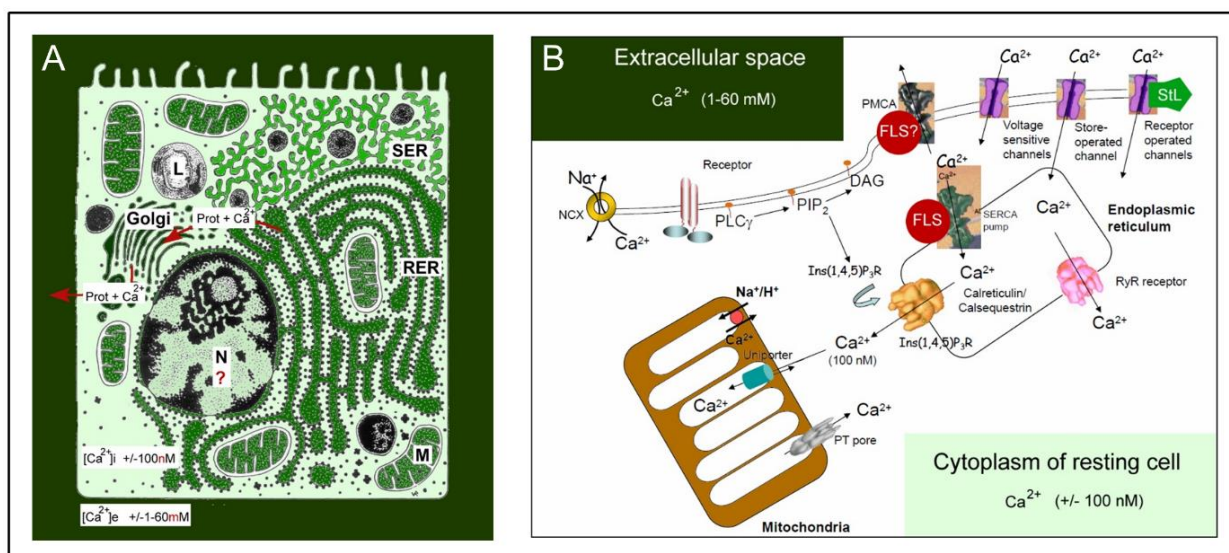 A
SER
L
Golgi
Prot + Ca²⁺
RER
Prot + Ca²⁺
N
?
[Ca²⁺]i +/-100nM
M
[Ca²⁺]e +/-1-60mM
B
Extracellular space
Ca²⁺ (1-60 mM)
Ca²⁺
Ca²⁺
Ca²⁺
PMCA
StL
FLS?
Voltage
sensitive
channels
Store-
operated
channel
Receptor
operated
channels
Receptor
Na⁺
DAG
Ca²⁺
Ca²⁺
NCX
PLCγ
PIP₂
Ca²⁺
FLS
SERCA
pump
Ca²⁺
Endoplasmic
reticulum
Ins(1,4,5)P₃R
Ca²⁺
Calreticulin/
Calsequestrin
RyR receptor
Na⁺/H⁺
Ca²⁺
Ca²⁺
Ca²⁺
(100 nM)
Ins(1,4,5)P₃R
Uniporter
Ca²⁺
Ca²⁺
PT pore
Mitochondria
Cytoplasm of resting cell
Ca²⁺ (+/- 100 nM)